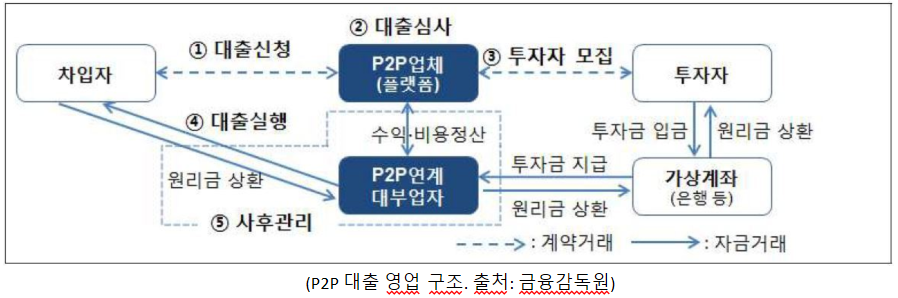 ② 대출심사
① 대출신청
P2P업체
(플랫폼)
③ 투자자 모집
차입자
투자자
④ 대출실행
수익·비용정산
투자금 입금
원리금 상환
원리금 상환
P2P연계
대부업자
투자금 지급
원리금 상환
가상계좌
(은행 등)
⑤ 사후관리
: 계약거래
: 자금거래
(P2P 대출 영업 구조. 출처: 금융감독원)